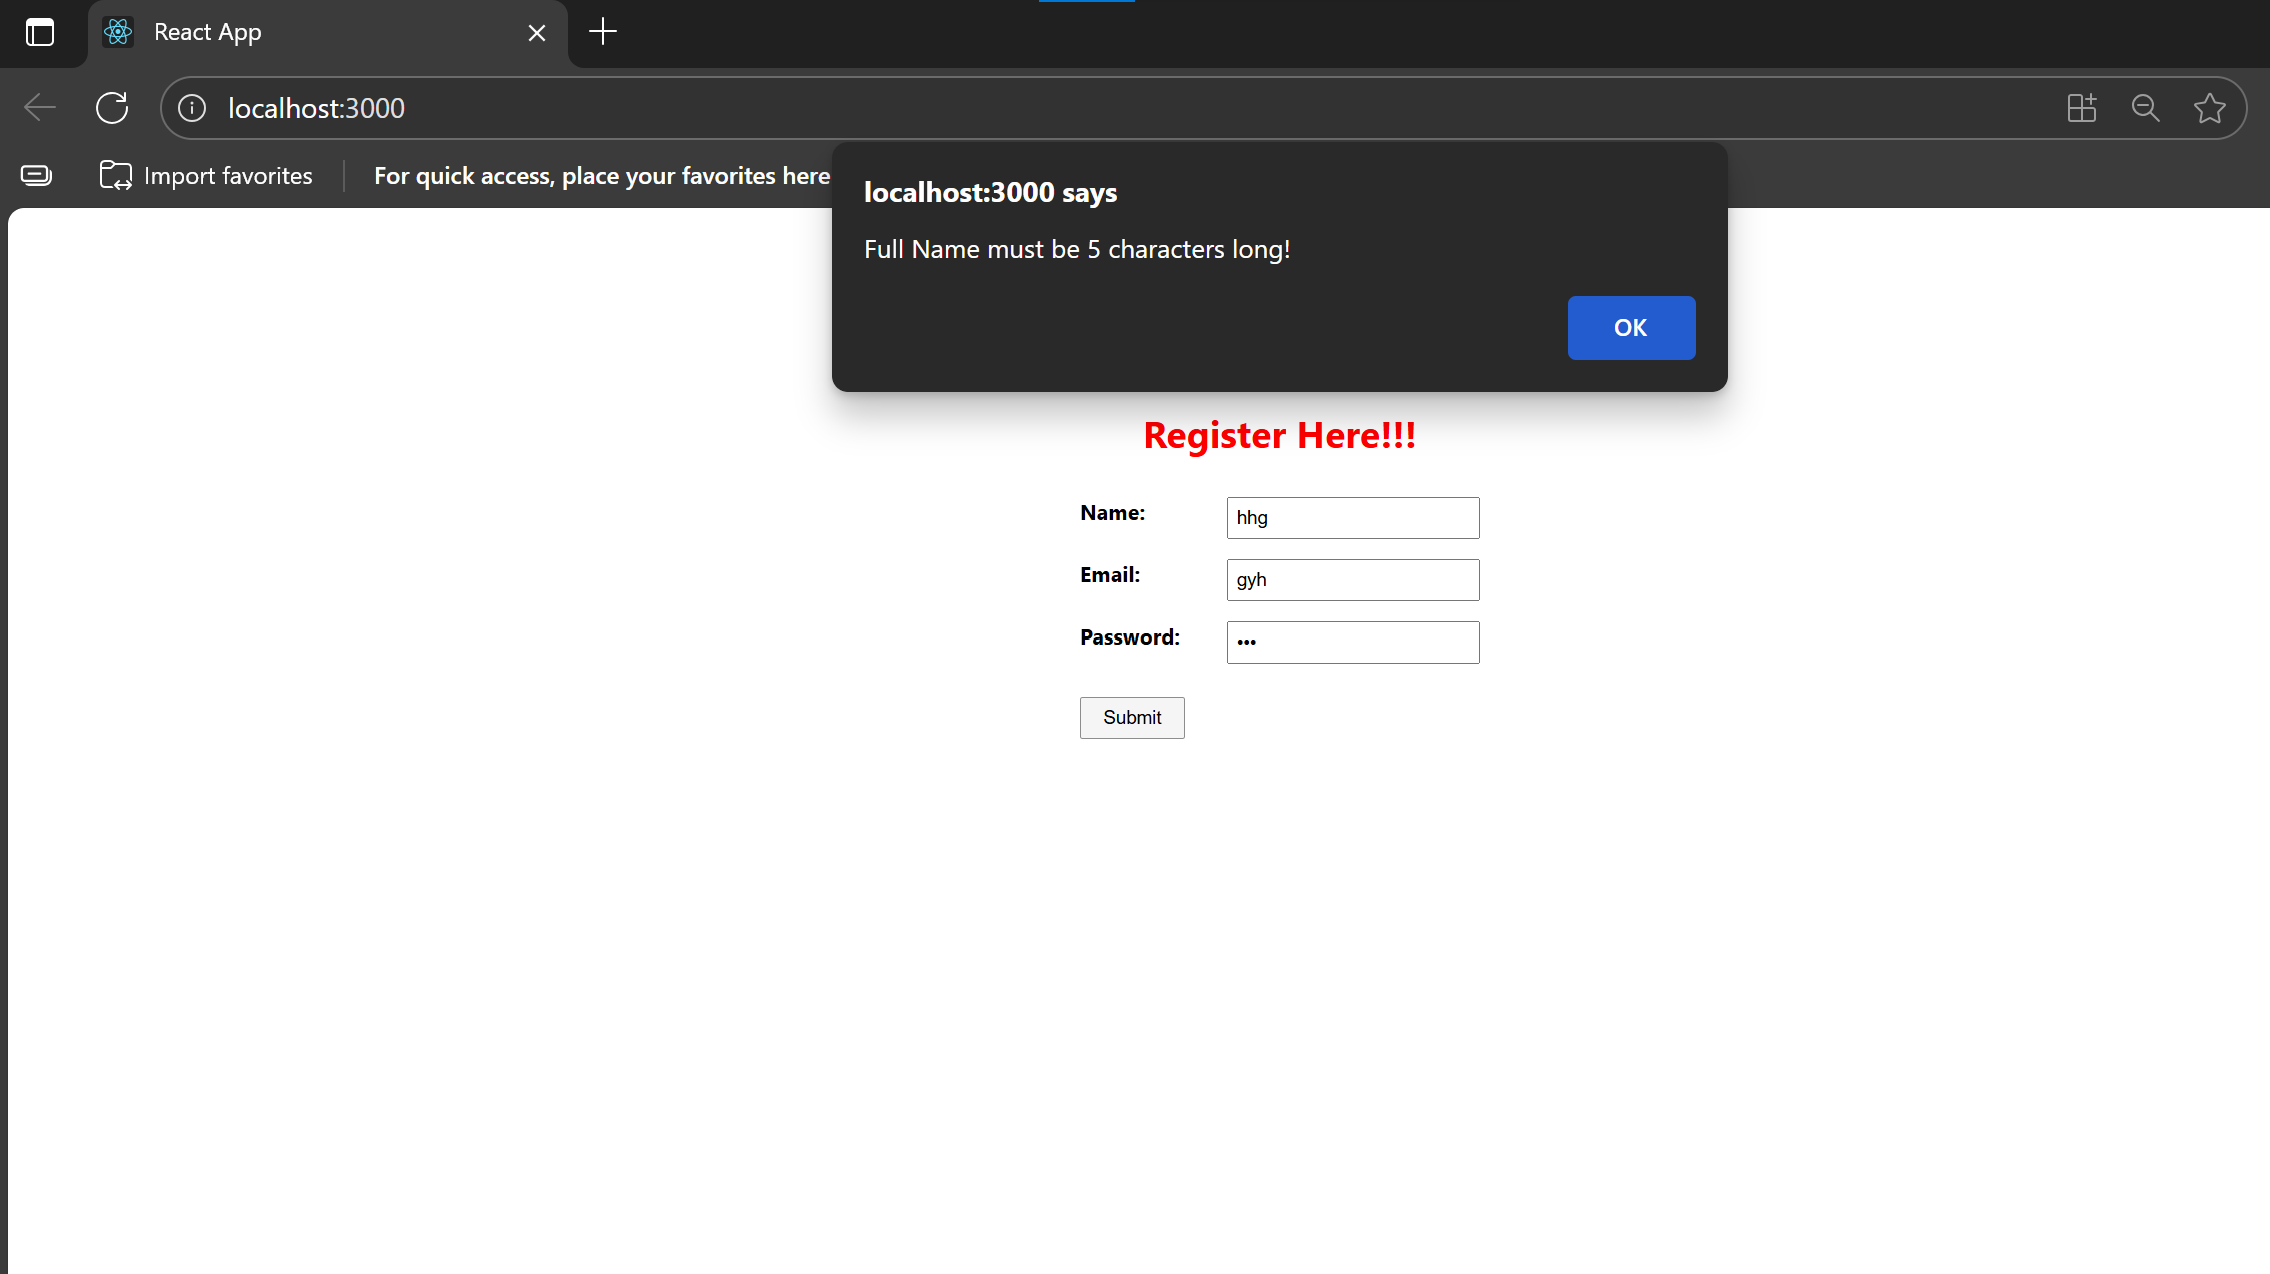 React App
localhost:3000
Import favorites
For quick access, place your favorites here
localhost:3000 says
Full Name must be 5 characters long!
OK
Register Here!!!
Name: hhg
Email: gyh
Password: •••
Submit